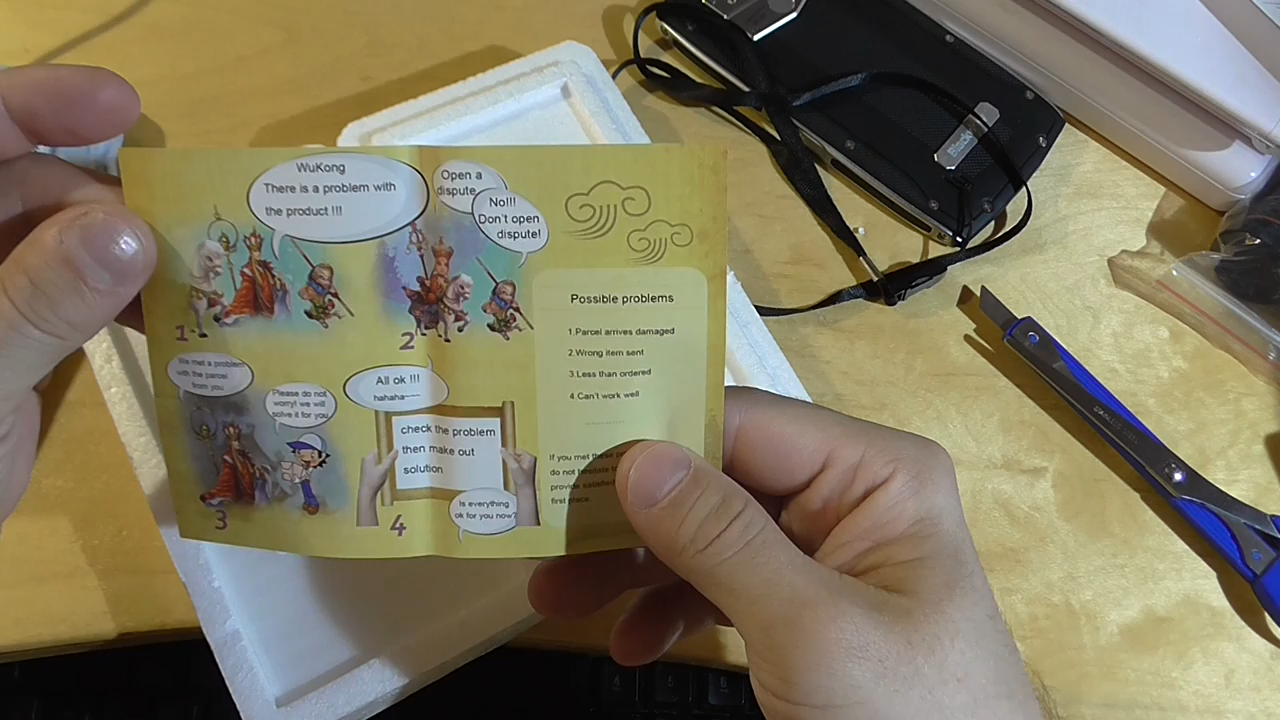 WuKong
There is a problem with
the product !!!
Open a
dispute
No!!!
Don't open
dispute!
1
2
We met a problem
with the parcel
from you
Please do not
worry! we will
solve it for you
3
All ok !!!
hahaha~~
check the problem
then make out
solution
Is everything
ok for you now?
4
Possible problems
1.Parcel arrives damaged
2.Wrong item sent
3.Less than ordered
4.Can't work well
If you met these
do not hesitate
provide satisfied
first place.
Black
STAINLESS STEEL